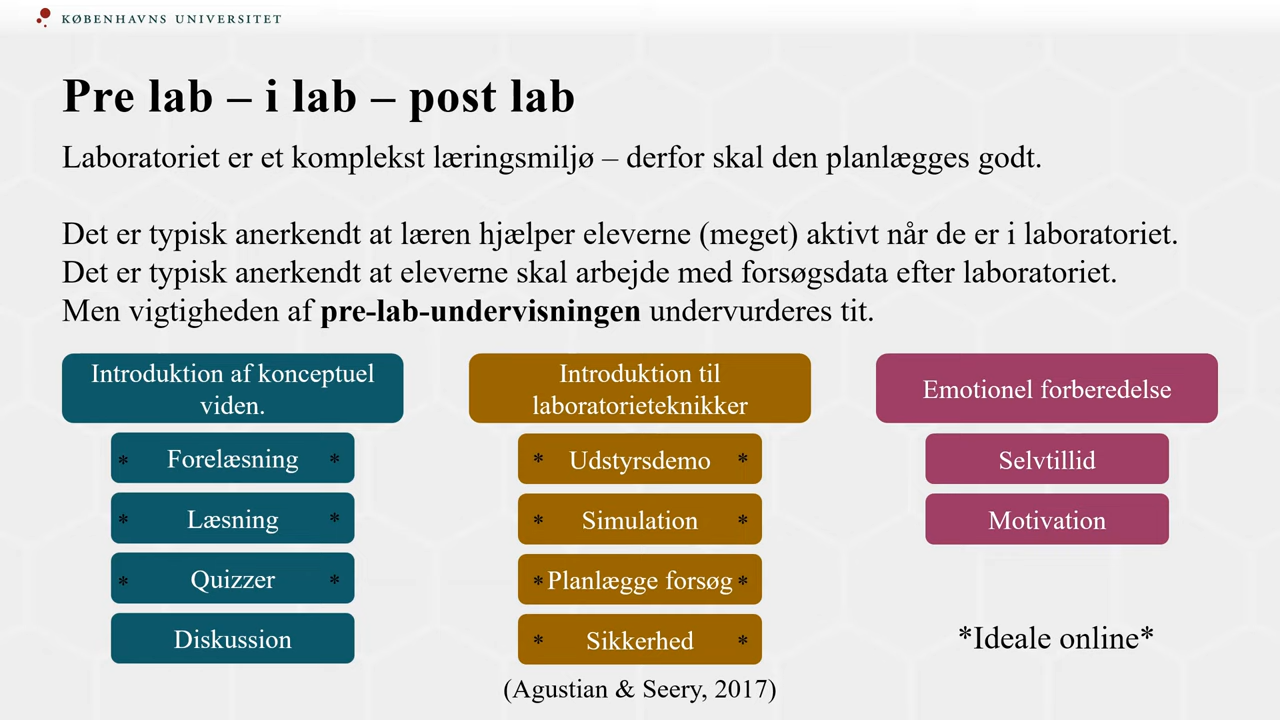 KØBENHAVNS UNIVERSITET
Pre lab – i lab – post lab
Laboratoriet er et komplekst læringsmiljø – derfor skal den planlægges godt.
Det er typisk anerkendt at læren hjælper eleverne (meget) aktivt når de er i laboratoriet.
Det er typisk anerkendt at eleverne skal arbejde med forsøgsdata efter laboratoriet.
Men vigtigheden af pre-lab-undervisningen undervurderes tit.
Introduktion af konceptuel
viden.
* Forelæsning *
* Læsning *
* Quizzer *
Diskussion
Introduktion til
laboratorieteknikker
* Udstyrsdemo *
* Simulation *
* Planlægge forsøg *
* Sikkerhed *
Emotionel forberedelse
Selvtillid
Motivation
*Ideale online*
(Agustian & Seery, 2017)